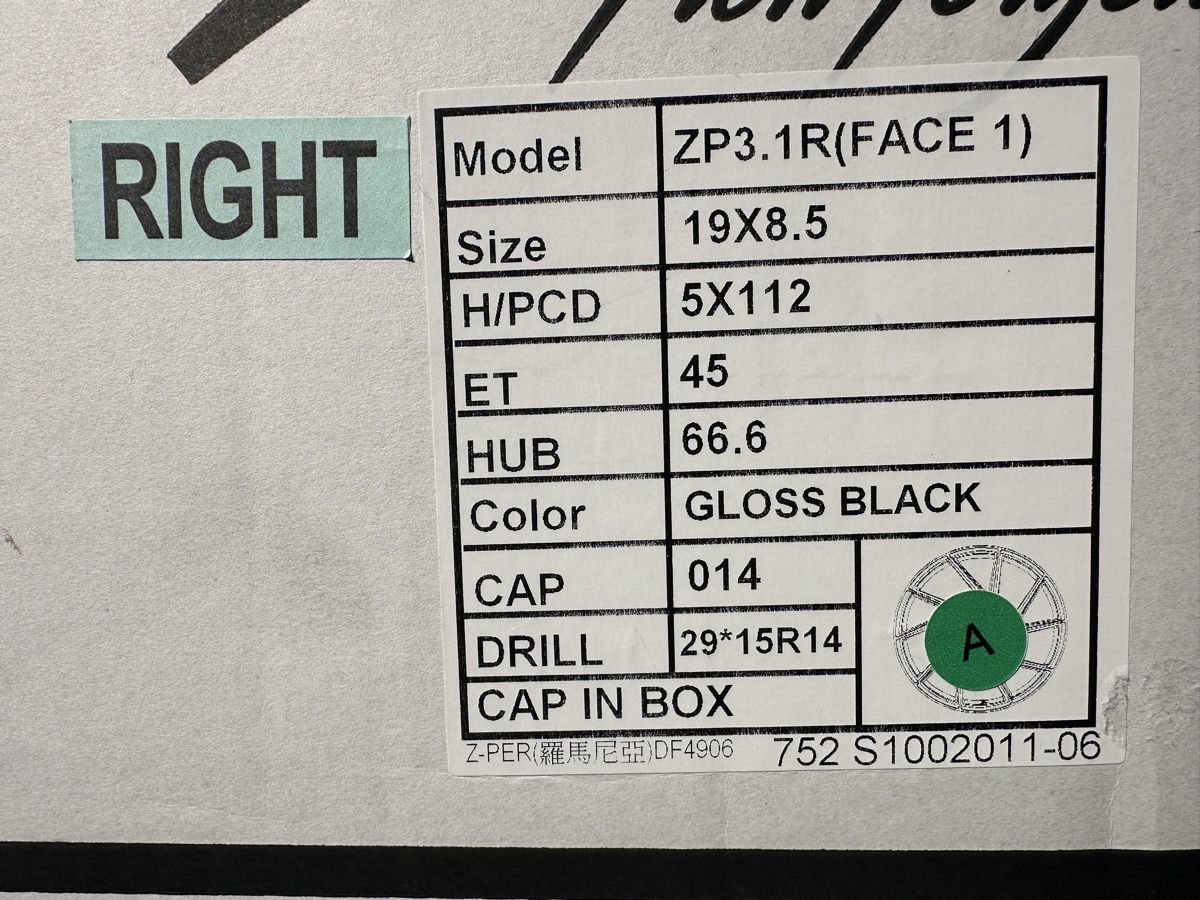 RIGHT
Model ZP3.1R(FACE 1)
Size 19X8.5
H/PCD 5X112
ET 45
HUB 66.6
Color GLOSS BLACK
CAP 014
DRILL 29*15R14
A
CAP IN BOX
Z-PER(羅馬尼亞)DF4906 752 S1002011-06